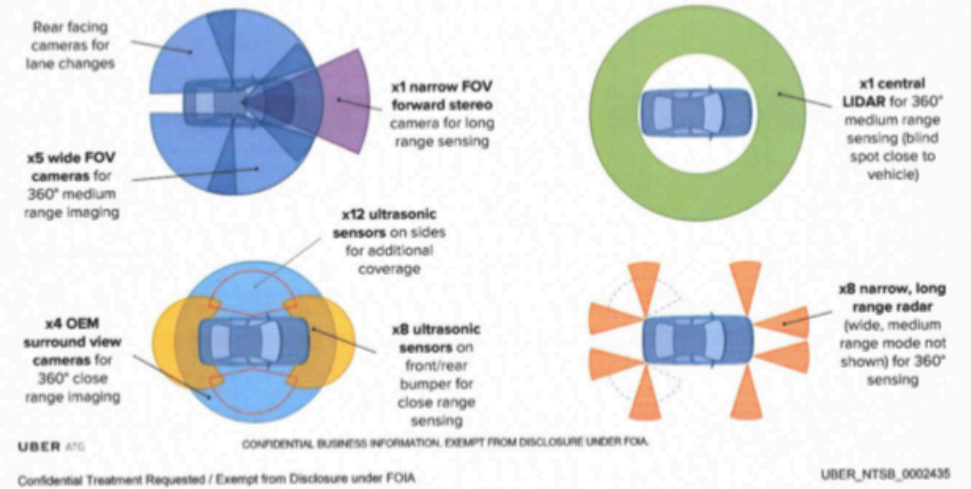 Rear facing
cameras for
lane changes
x1 narrow FOV
forward stereo
camera for long
range sensing
x5 wide FOV
cameras for
360° medium
range imaging
x1 central
LIDAR for 360°
medium range
sensing (blind
spot close to
vehicle)
x12 ultrasonic
sensors on sides
for additional
coverage
x4 OEM
surround view
cameras for
360° close
range imaging
x8 ultrasonic
sensors on
front/rear
bumper for
close range
sensing
x8 narrow, long
range radar
(wide, medium
range mode not
shown) for 360°
sensing
UBER ATG
CONFIDENTIAL BUSINESS INFORMATION, EXEMPT FROM DISCLOSURE UNDER FOIA.
Confidential Treatment Requested / Exempt from Disclosure under FOIA
UBER_NTSB_0002435